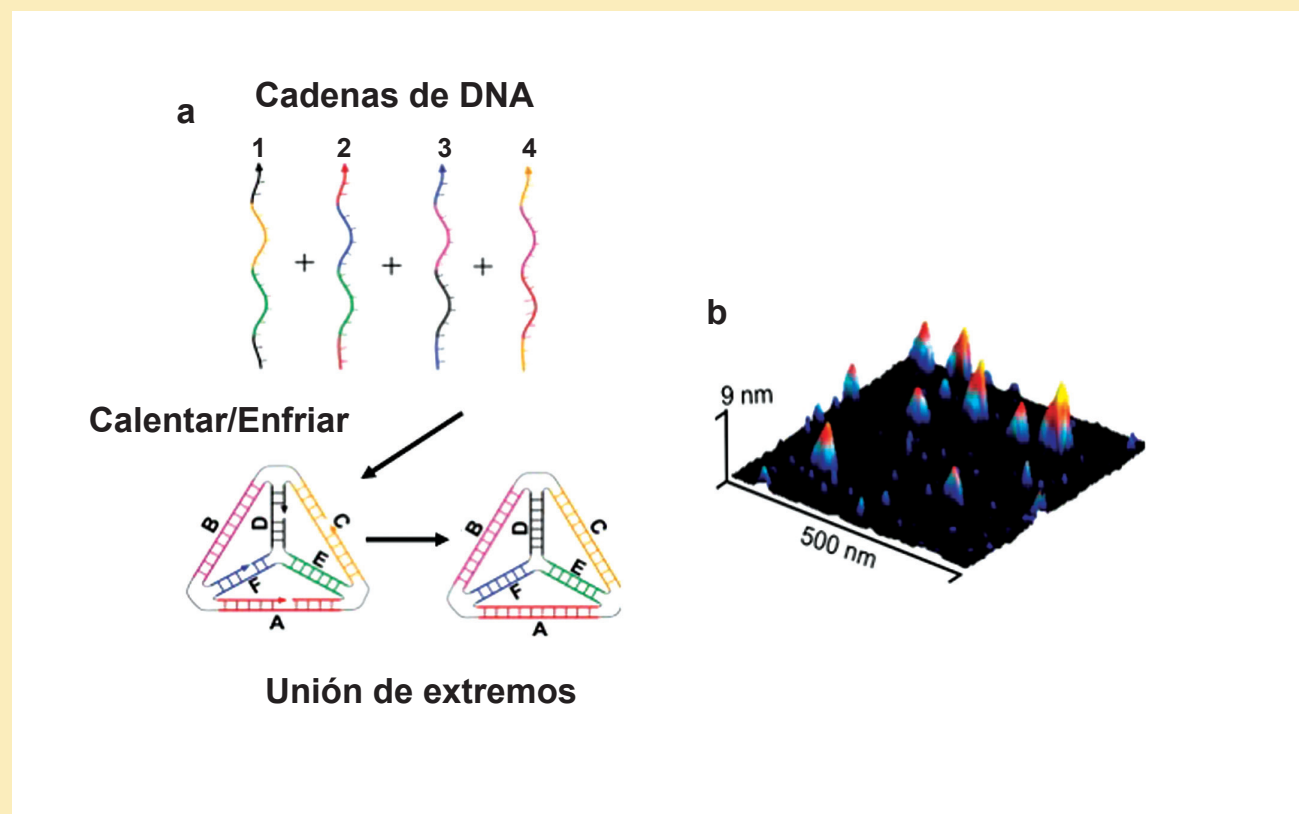 a
Cadenas de DNA
1 2 3 4
+ + +
Calentar/Enfriar
B D C F E A
B D C F E A
Unión de extremos
b
9 nm
500 nm